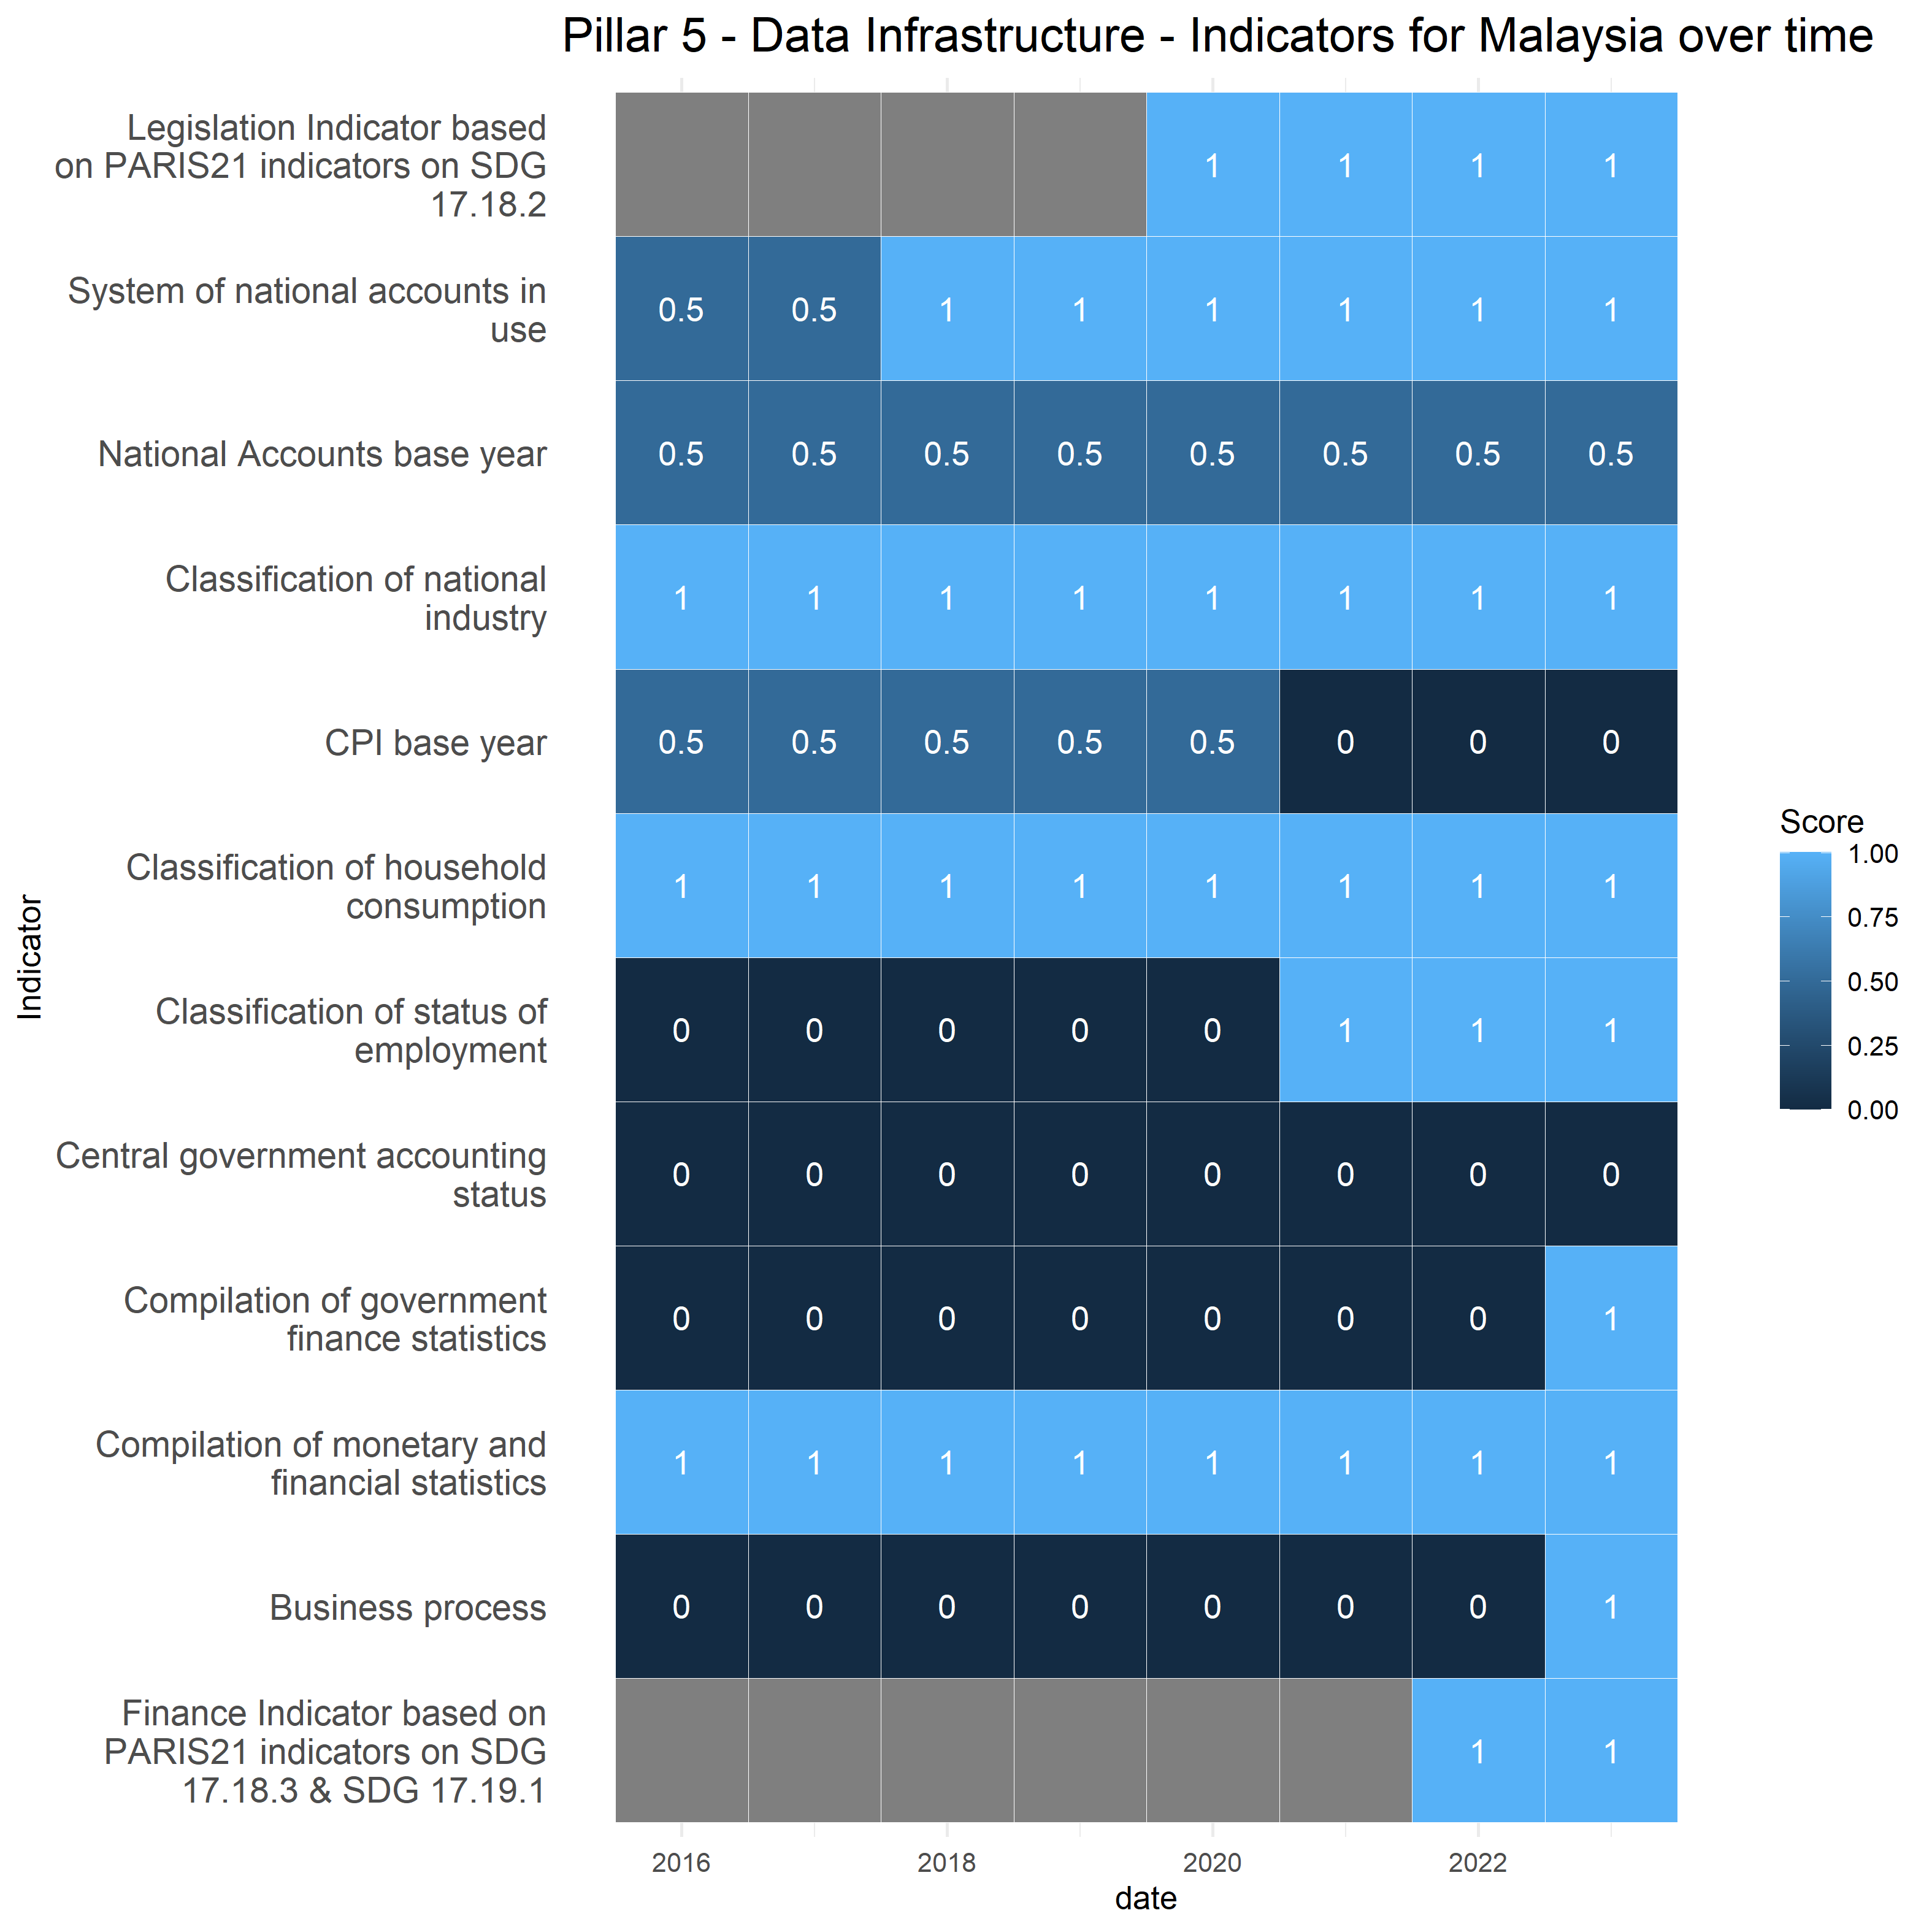 Pillar 5 - Data Infrastructure - Indicators for Malaysia over time
Indicator
Legislation Indicator based
on PARIS21 indicators on SDG
17.18.2
1 1 1 1
System of national accounts in
use
0.5 0.5 1 1 1 1 1 1
National Accounts base year
0.5 0.5 0.5 0.5 0.5 0.5 0.5 0.5
Classification of national
industry
1 1 1 1 1 1 1 1
CPI base year
0.5 0.5 0.5 0.5 0.5 0 0 0
Classification of household
consumption
1 1 1 1 1 1 1 1
Classification of status of
employment
0 0 0 0 0 1 1 1
Central government accounting
status
0 0 0 0 0 0 0 0
Compilation of government
finance statistics
0 0 0 0 0 0 0 1
Compilation of monetary and
financial statistics
1 1 1 1 1 1 1 1
Business process
0 0 0 0 0 0 0 1
Finance Indicator based on
PARIS21 indicators on SDG
17.18.3 & SDG 17.19.1
1 1
2016 2018 2020 2022
date
Score
1.00
0.75
0.50
0.25
0.00